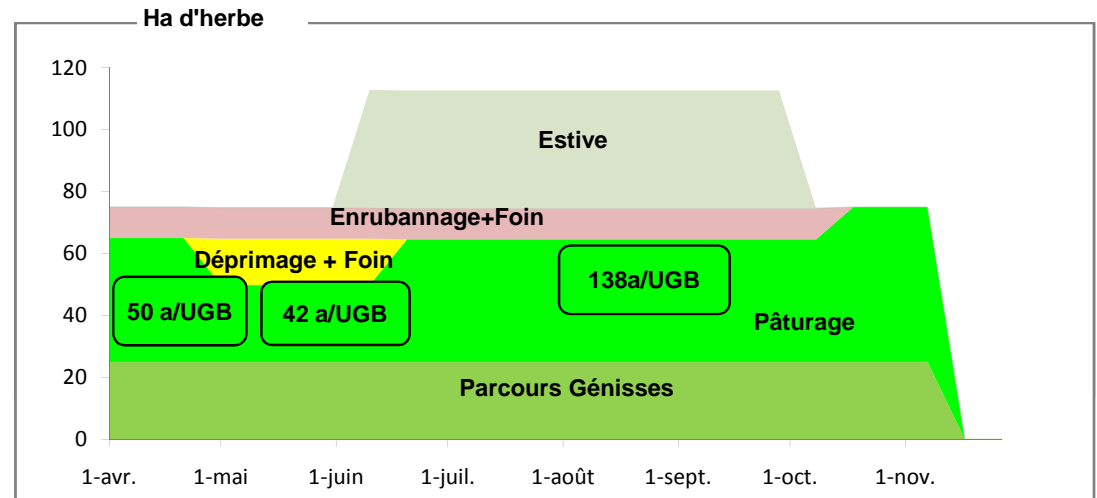 Ha d'herbe
120
100
80
60
40
20
0
Estive
Enrubannage+Foin
Déprimage + Foin
50 a/UGB
42 a/UGB
138a/UGB
Pâturage
Parcours Génisses
1-avr. 1-mai 1-juin 1-juil. 1-août 1-sept. 1-oct. 1-nov.